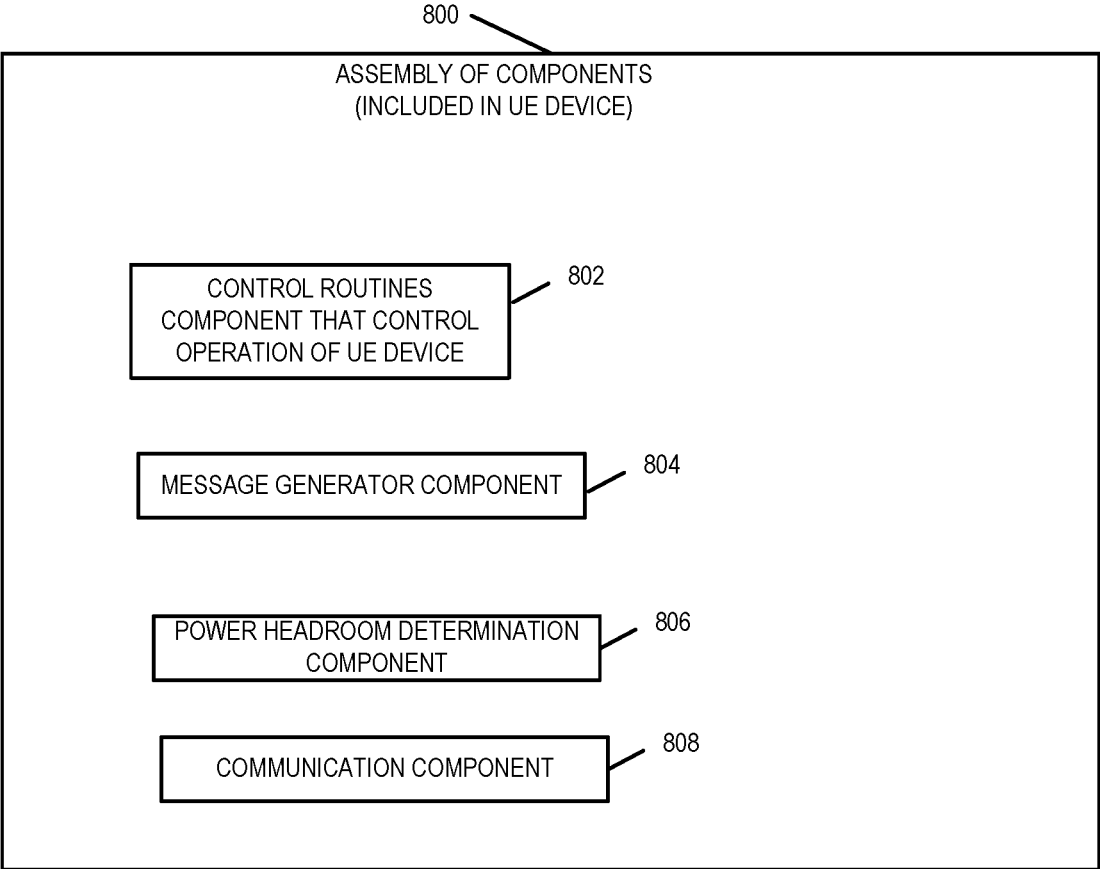 800
ASSEMBLY OF COMPONENTS
(INCLUDED IN UE DEVICE)
CONTROL ROUTINES
COMPONENT THAT CONTROL
OPERATION OF UE DEVICE
802
MESSAGE GENERATOR COMPONENT
804
POWER HEADROOM DETERMINATION
COMPONENT
806
COMMUNICATION COMPONENT
808